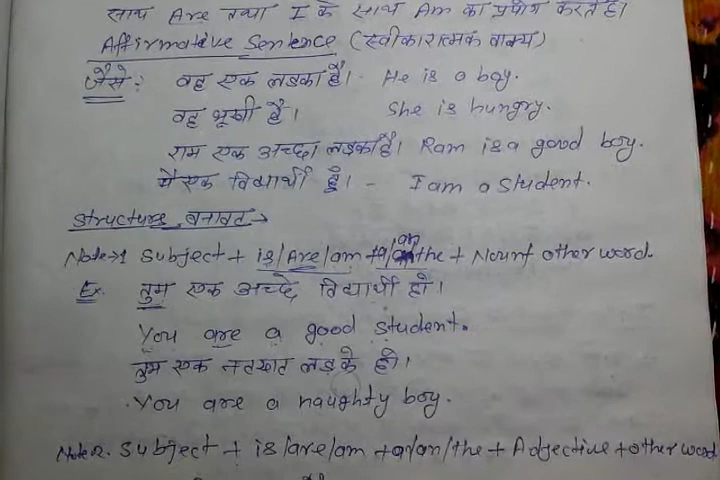 साथ Are तथा I के साथ Am का प्रयोग करते हैं।
Affirmative Sentence (स्वीकारात्मक वाक्य)
जैसे: वह एक लडका है। - He is a boy.
वह भूखी है। She is hungry.
राम एक अच्छा लड़का है। Ram is a good boy.
मै एक विद्यार्थी हूँ। - I am a student.
Structure बनावट →
Note→1 Subject + is/Are/am +a/an/the + Noun+ other word.
Ex. तुम एक अच्छे विद्यार्थी हो।
You are a good student.
तुम एक नटखट लड़के हो।
You are a naughty boy.
Note2. Subject + is/are/am +a/an/the + Adjective + other word